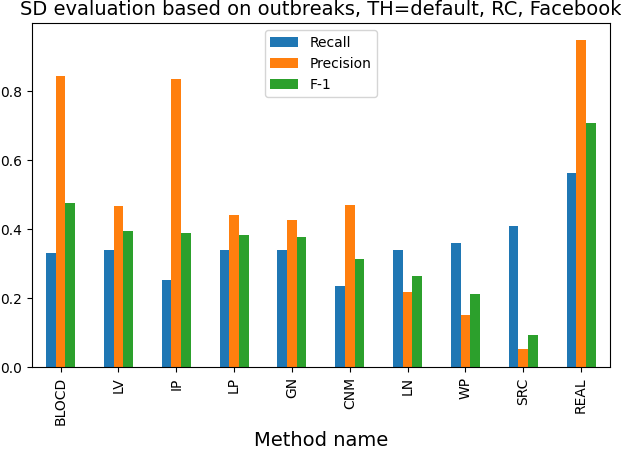 SD evaluation based on outbreaks, TH=default, RC, Facebook
Recall
Precision
F-1
0.8
0.6
0.4
0.2
0.0
BLOCD
LV
IP
LP
GN
CNM
LN
WP
SRC
REAL
Method name